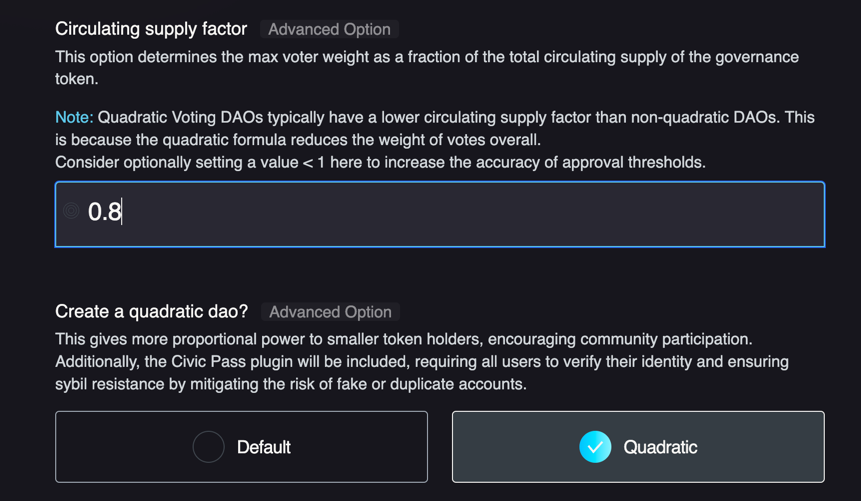 Circulating supply factor Advanced Option
This option determines the max voter weight as a fraction of the total circulating supply of the governance
token.
Note: Quadratic Voting DAOs typically have a lower circulating supply factor than non-quadratic DAOs. This
is because the quadratic formula reduces the weight of votes overall.
Consider optionally setting a value < 1 here to increase the accuracy of approval thresholds.
0.8
Create a quadratic dao? Advanced Option
This gives more proportional power to smaller token holders, encouraging community participation.
Additionally, the Civic Pass plugin will be included, requiring all users to verify their identity and ensuring
sybil resistance by mitigating the risk of fake or duplicate accounts.
Default Quadratic